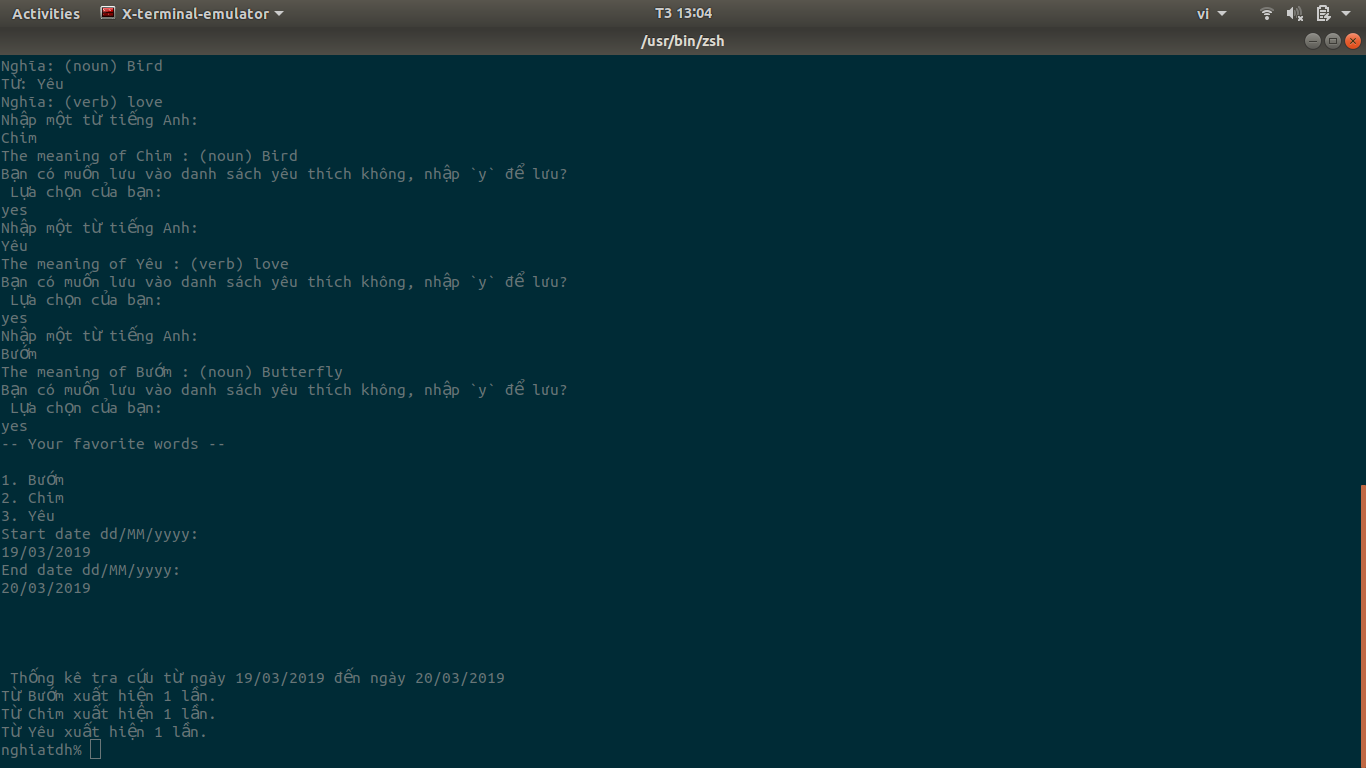 Activities X-terminal-emulator T3 13:04 vi
/usr/bin/zsh
Nghĩa: (noun) Bird
Từ: Yêu
Nghĩa: (verb) love
Nhập một từ tiếng Anh:
Chim
The meaning of Chim : (noun) Bird
Bạn có muốn lưu vào danh sách yêu thích không, nhập `y` để lưu?
Lựa chọn của bạn:
yes
Nhập một từ tiếng Anh:
Yêu
The meaning of Yêu : (verb) love
Bạn có muốn lưu vào danh sách yêu thích không, nhập `y` để lưu?
Lựa chọn của bạn:
yes
Nhập một từ tiếng Anh:
Bướm
The meaning of Bướm : (noun) Butterfly
Bạn có muốn lưu vào danh sách yêu thích không, nhập `y` để lưu?
Lựa chọn của bạn:
yes
-- Your favorite words --
1. Bướm
2. Chim
3. Yêu
Start date dd/MM/yyyy:
19/03/2019
End date dd/MM/yyyy:
20/03/2019
Thống kê tra cứu từ ngày 19/03/2019 đến ngày 20/03/2019
Từ Bướm xuất hiện 1 lần.
Từ Chim xuất hiện 1 lần.
Từ Yêu xuất hiện 1 lần.
nghiatdh%